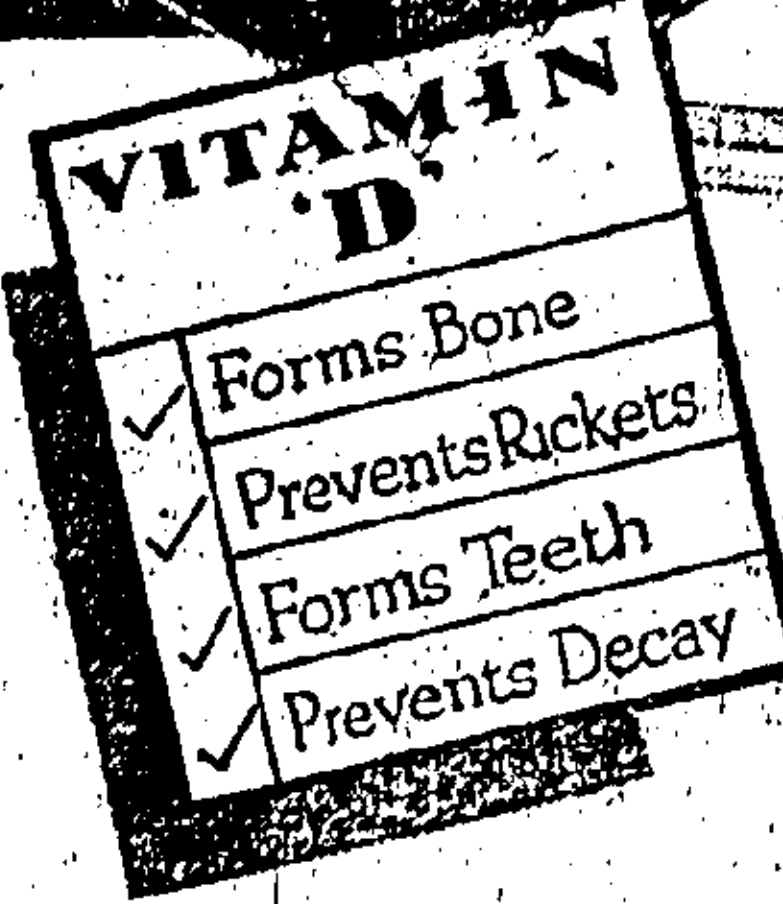 VITAMIN
'D'
Forms Bone
Prevents Rickets
Forms Teeth
Prevents Decay